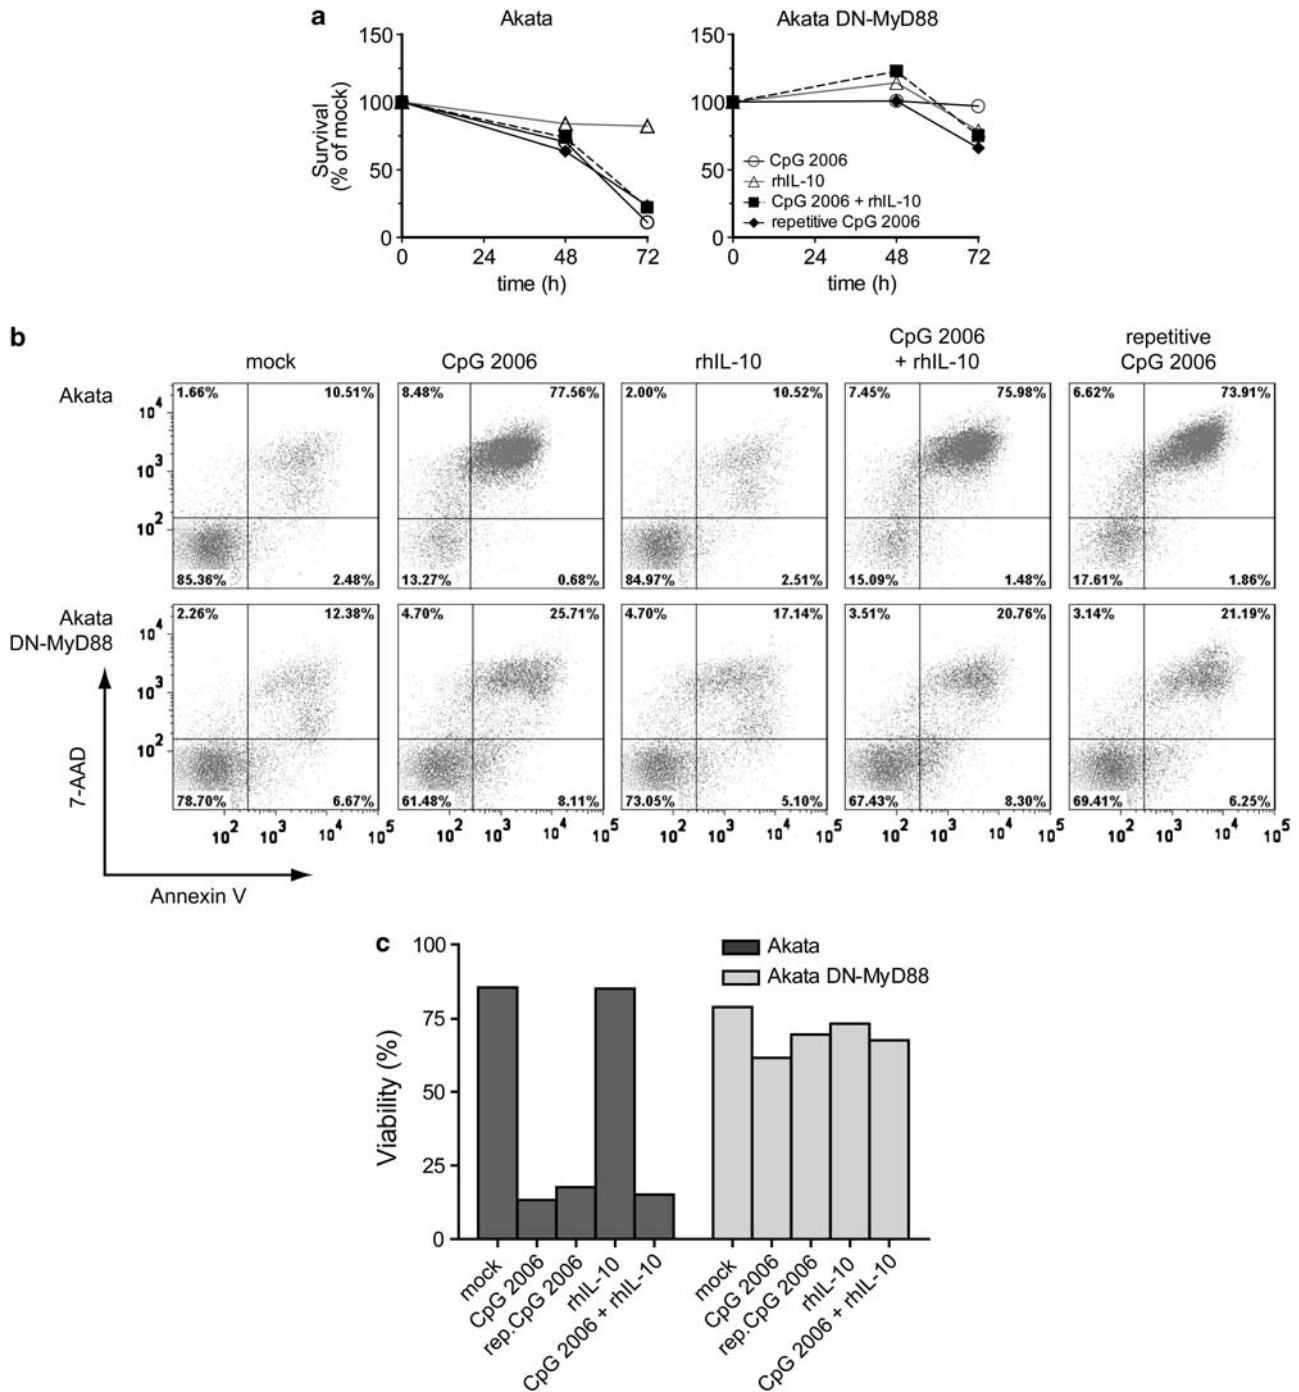 a
Akata
Akata DN-MyD88
Survival
(% of mock)
150
100
50
0
0 24 48 72
time (h)
150
100
50
0
0 24 48 72
time (h)
CpG 2006
rhIL-10
CpG 2006 + rhIL-10
repetitive CpG 2006
b
mock
CpG 2006
rhIL-10
CpG 2006
+ rhIL-10
repetitive
CpG 2006
Akata
10⁴
10³
10²
1.66% 10.51%
85.36% 2.48%
8.48% 77.56%
13.27% 0.68%
2.00% 10.52%
84.97% 2.51%
7.45% 75.98%
15.09% 1.48%
6.62% 73.91%
17.61% 1.86%
Akata
DN-MyD88
10⁴
10³
10²
2.26% 12.38%
78.70% 6.67%
4.70% 25.71%
61.48% 8.11%
4.70% 17.14%
73.05% 5.10%
3.51% 20.76%
67.43% 8.30%
3.14% 21.19%
69.41% 6.25%
10² 10³ 10⁴ 10⁵
10² 10³ 10⁴ 10⁵
10² 10³ 10⁴ 10⁵
10² 10³ 10⁴ 10⁵
10² 10³ 10⁴ 10⁵
7-AAD
Annexin V
c
Viability (%)
100
75
50
25
0
Akata
Akata DN-MyD88
mock
CpG 2006
rep.CpG 2006
rhIL-10
CpG 2006 + rhIL-10
mock
CpG 2006
rep.CpG 2006
rhIL-10
CpG 2006 + rhIL-10